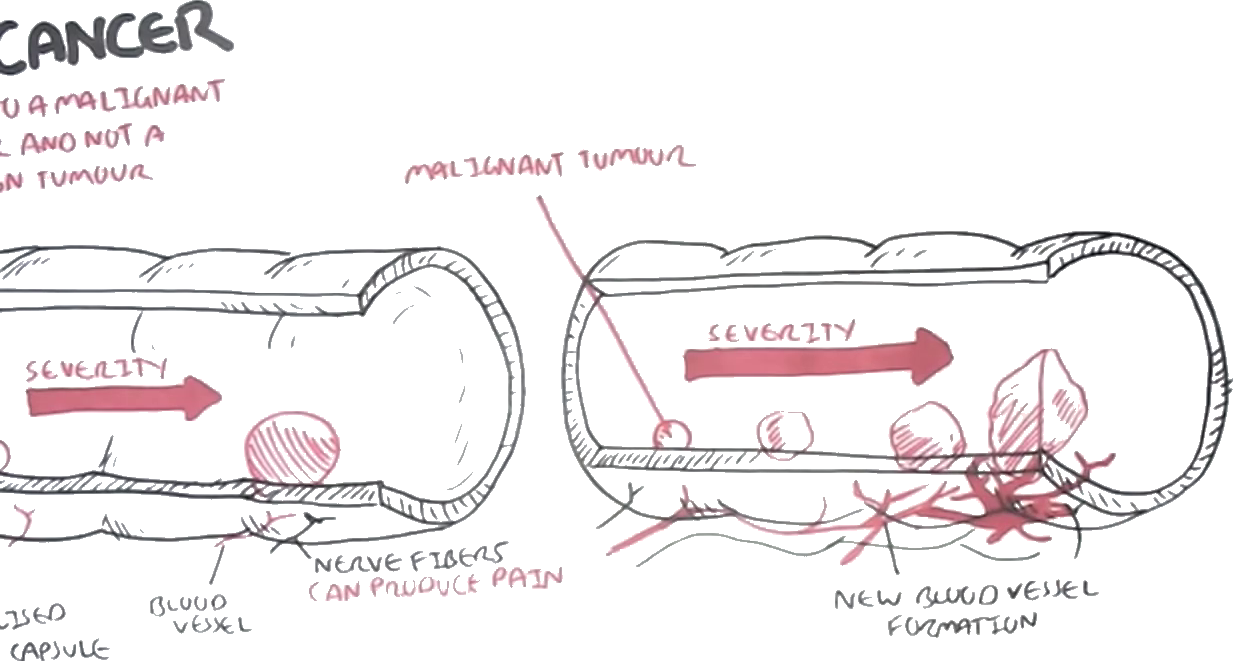 CANCER
A MALIGNANT
AND NOT A
TUMOUR
MALIGNANT TUMOUR
SEVERITY
SEVERITY
NERVE FIBERS
CAN PRODUCE PAIN
BLOOD
VESSEL
CAPSULE
NEW BLOOD VESSEL
FORMATION